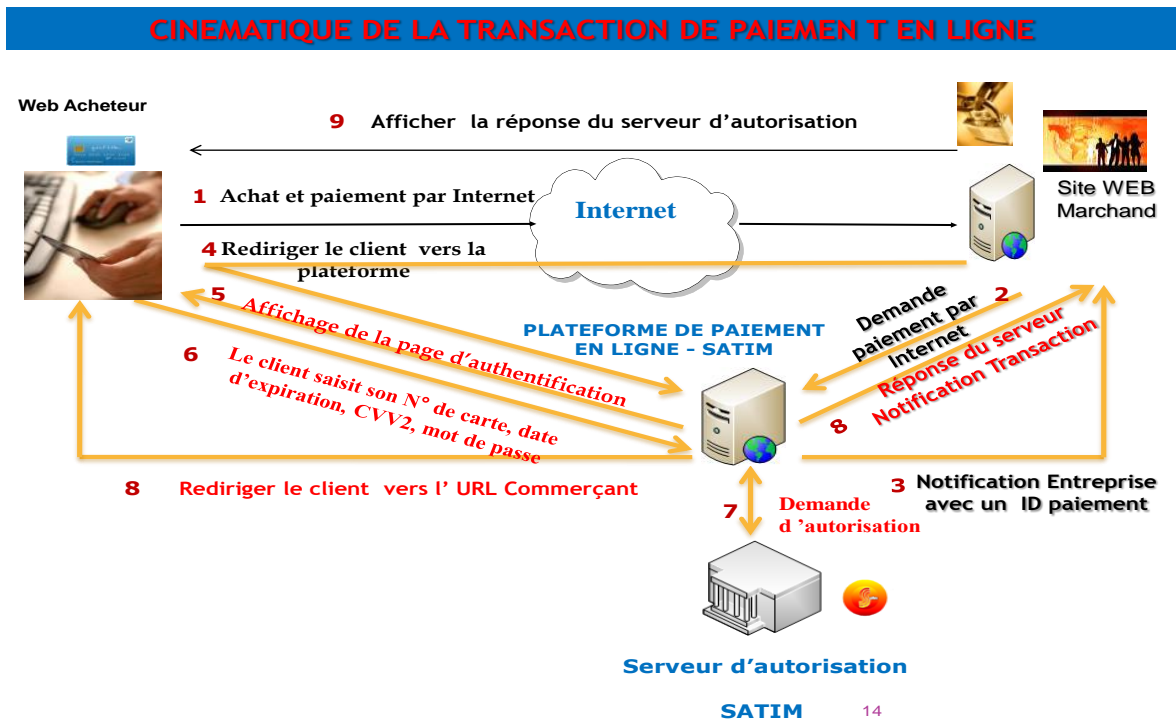 CINEMATIQUE DE LA TRANSACTION DE PAIEMEN T EN LIGNE
Web Acheteur
9 Afficher la réponse du serveur d'autorisation
1 Achat et paiement par Internet
Internet
Site WEB
Marchand
4 Rediriger le client vers la
plateforme
5 Affichage de la page d'authentification
6 Le client saisit son N° de carte, date
d'expiration, CVV2, mot de passe
PLATEFORME DE PAIEMENT
EN LIGNE - SATIM
2
Demande
paiement par
Internet
Réponse du serveur
Notification Transaction
8
8 Rediriger le client vers l' URL Commerçant
3 Notification Entreprise
avec un ID paiement
7 Demande
d 'autorisation
Serveur d'autorisation
SATIM
14